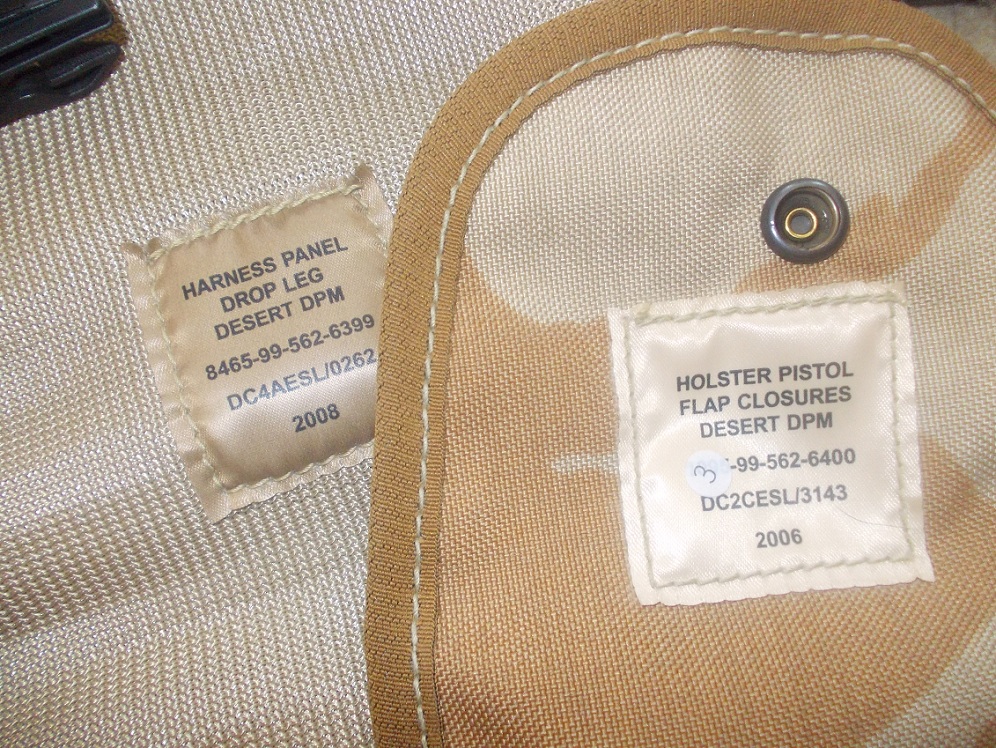 HARNESS PANEL
DROP LEG
DESERT DPM
8465-99-562-6399
DC4AESL/0262
2008
HOLSTER PISTOL
FLAP CLOSURES
DESERT DPM
3
-99-562-6400
DC2CESL/3143
2006